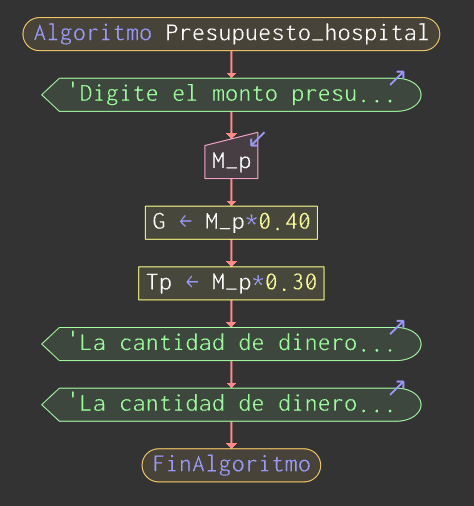 Algoritmo Presupuesto_hospital
'Digite el monto presu...
M_p
G ← M_p*0.40
Tp ← M_p*0.30
'La cantidad de dinero...
'La cantidad de dinero...
FinAlgoritmo